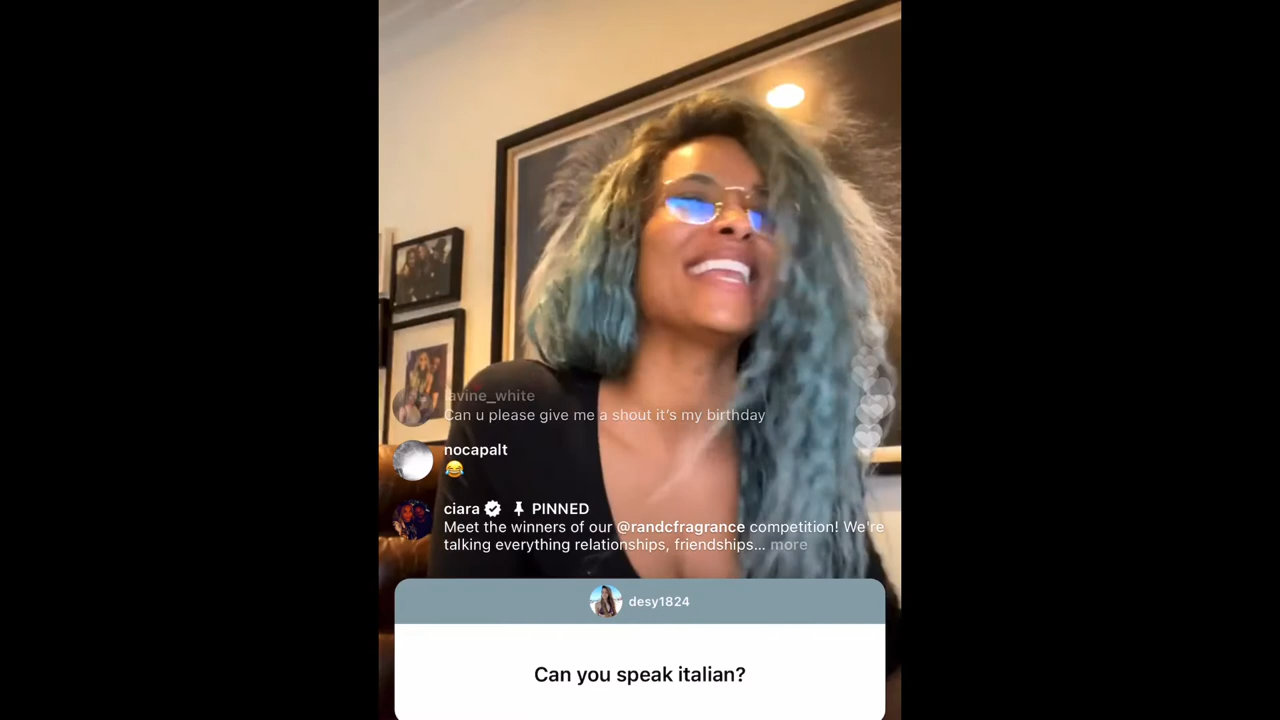 avine_white
Can u please give me a shout it's my birthday
nocapalt
😂
ciara PINNED
Meet the winners of our @randcfragrance competition! We're
talking everything relationships, friendships... more
desy1824
Can you speak italian?